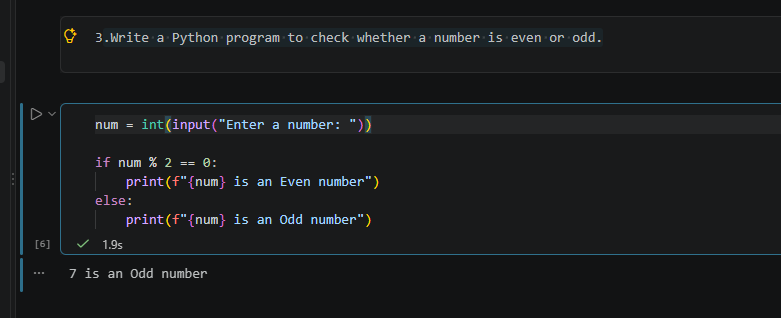 3.Write a Python program to check whether a number is even or odd.
num = int(input("Enter a number: "))
if num % 2 == 0:
    print(f"{num} is an Even number")
else:
    print(f"{num} is an Odd number")
[6] 1.9s
... 7 is an Odd number